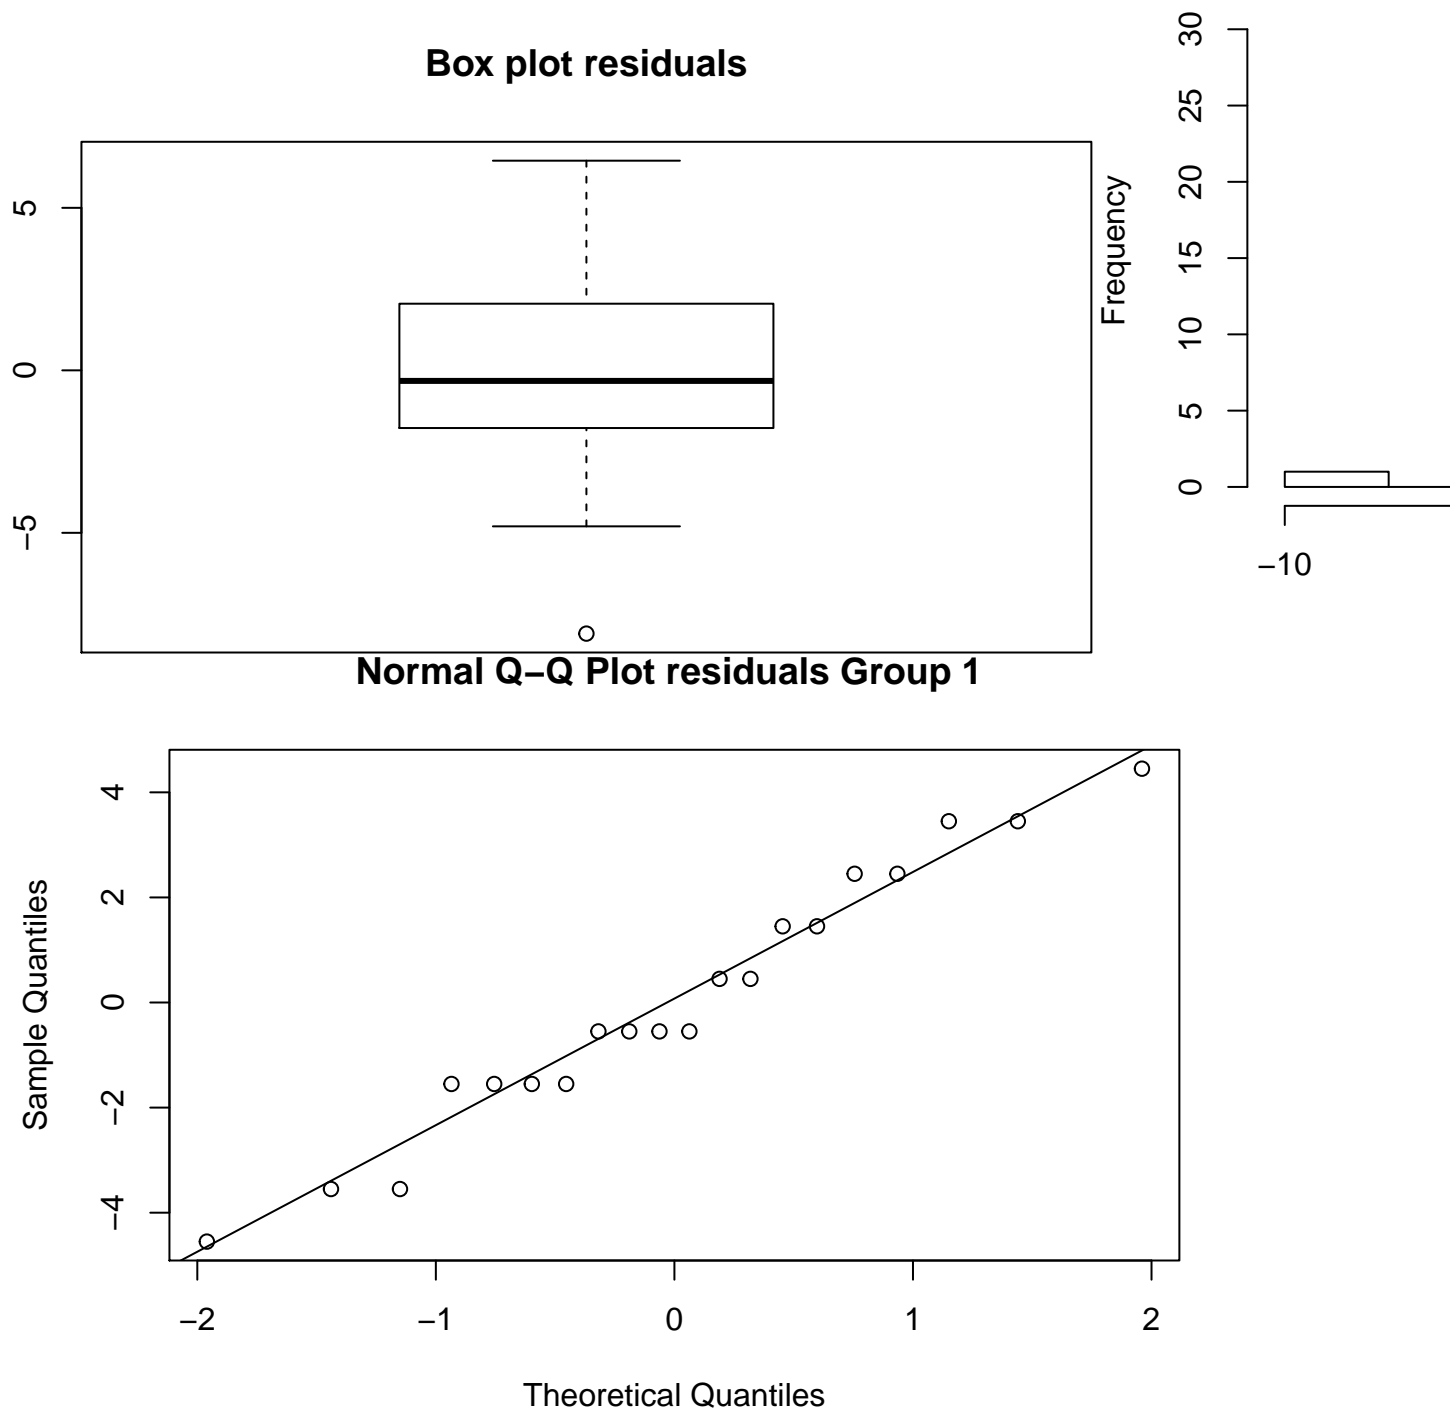 Box plot residuals
5
0
−5
Frequency
30
25
20
15
10
5
0
−10
Normal Q−Q Plot residuals Group 1
Sample Quantiles
4
2
0
−2
−4
−2 −1 0 1 2
Theoretical Quantiles